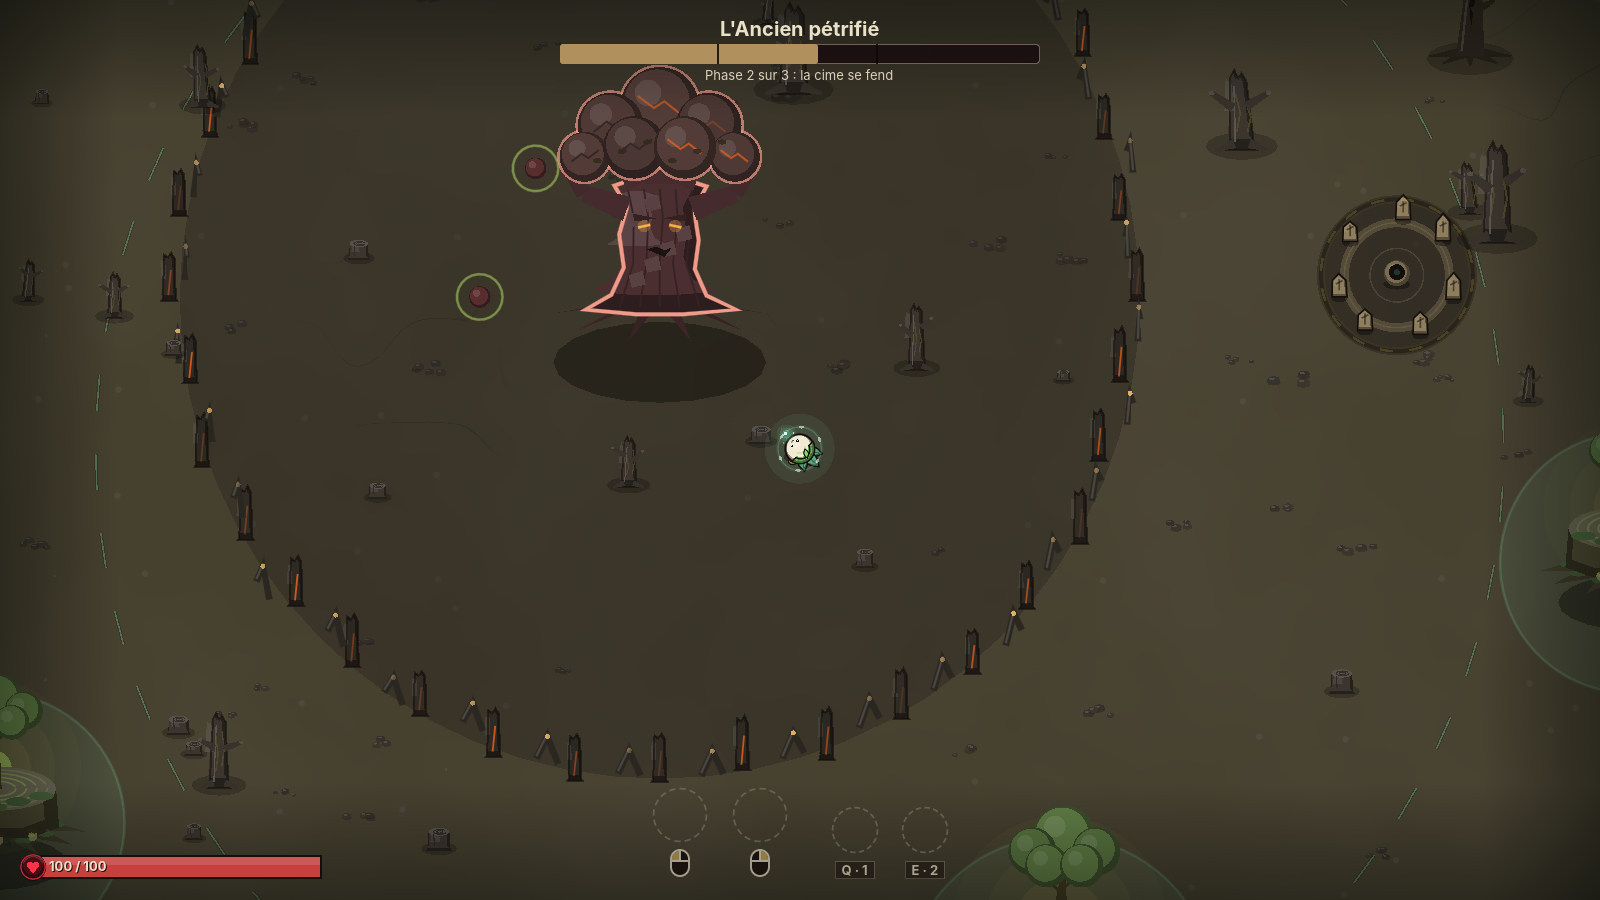 L'Ancien pétrifié
Phase 2 sur 3 : la cime se fend
100 / 100
Q · 1
E · 2